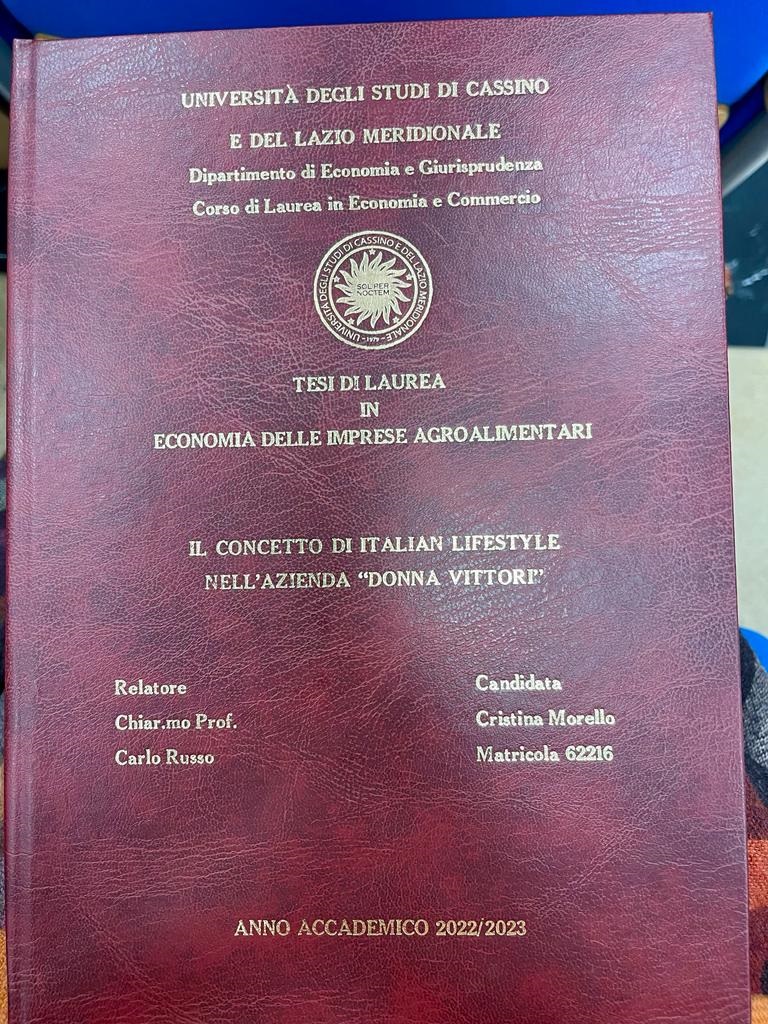 UNIVERSITÀ DEGLI STUDI DI CASSINO
E DEL LAZIO MERIDIONALE
Dipartimento di Economia e Giurisprudenza
Corso di Laurea in Economia e Commercio
UNIVERSITÀ DEGLI STUDI DI CASSINO E DEL LAZIO MERIDIONALE
SOL PER
NOCTEM
- 1979 -
TESI DI LAUREA
IN
ECONOMIA DELLE IMPRESE AGROALIMENTARI
IL CONCETTO DI ITALIAN LIFESTYLE
NELL'AZIENDA “DONNA VITTORI”
Relatore
Chiar.mo Prof.
Carlo Russo
Candidata
Cristina Morello
Matricola 62216
ANNO ACCADEMICO 2022/2023